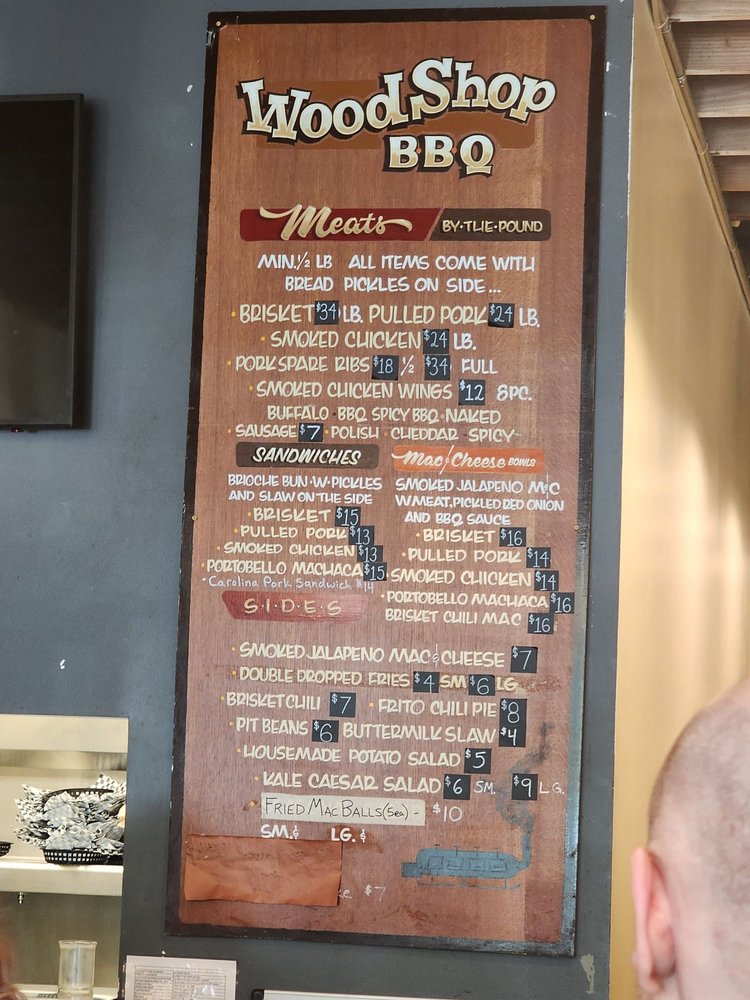 WoodShop
BBQ
Meats BY·THE·POUND
MIN. ½ LB ALL ITEMS COME WITH
BREAD PICKLES ON SIDE...
·BRISKET $34 LB. PULLED PORK $24 LB.
·SMOKED CHICKEN $24 LB.
·PORK SPARE RIBS $18 ½ $34 FULL
·SMOKED CHICKEN WINGS $12 8PC.
BUFFALO·BBQ·SPICY BBQ·NAKED
·SAUSAGE $7·POLISH·CHEDDAR·SPICY
SANDWICHES
BRIOCHE BUN·W·PICKLES
AND SLAW ON THE SIDE
·BRISKET $15
·PULLED PORK $13
·SMOKED CHICKEN $13
·PORTOBELLO MACHACA $15
·Carolina Pork Sandwich $14
Mac & Cheese BOWLS
SMOKED JALAPENO M&C
W.MEAT, PICKLED RED ONION
AND BBQ SAUCE
·BRISKET $16
·PULLED PORK $14
·SMOKED CHICKEN $14
·PORTOBELLO MACHACA $16
BRISKET CHILI MAC $16
S·I·D·E·S
·SMOKED JALAPENO MAC & CHEESE $7
·DOUBLE DROPPED FRIES $4 SM $6 LG
·BRISKET CHILI $7 ·FRITO CHILI PIE $8
·PIT BEANS $6 BUTTERMILK SLAW $4
·HOUSEMADE POTATO SALAD $5
·KALE CAESAR SALAD $6 SM. $9 LG.
·FRIED MAC BALLS (5ea) - $10
SM. $ LG. $
$7